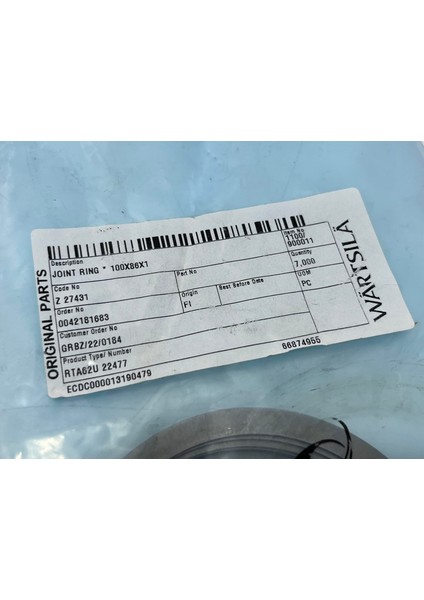 ORIGINAL PARTS
Description
JOINT RING * 100X86X1
Item No
1100/
900011
Code No
Z 27431
Part No
Quantity
7,000
Order No
0042181683
Origin
FI
Best Before Date
UOM
PC
Customer Order No
GRBZ/22/0184
Product Type/ Number
RTA62U 22477
66874955
ECDC000013190479
WÄRTSILÄ